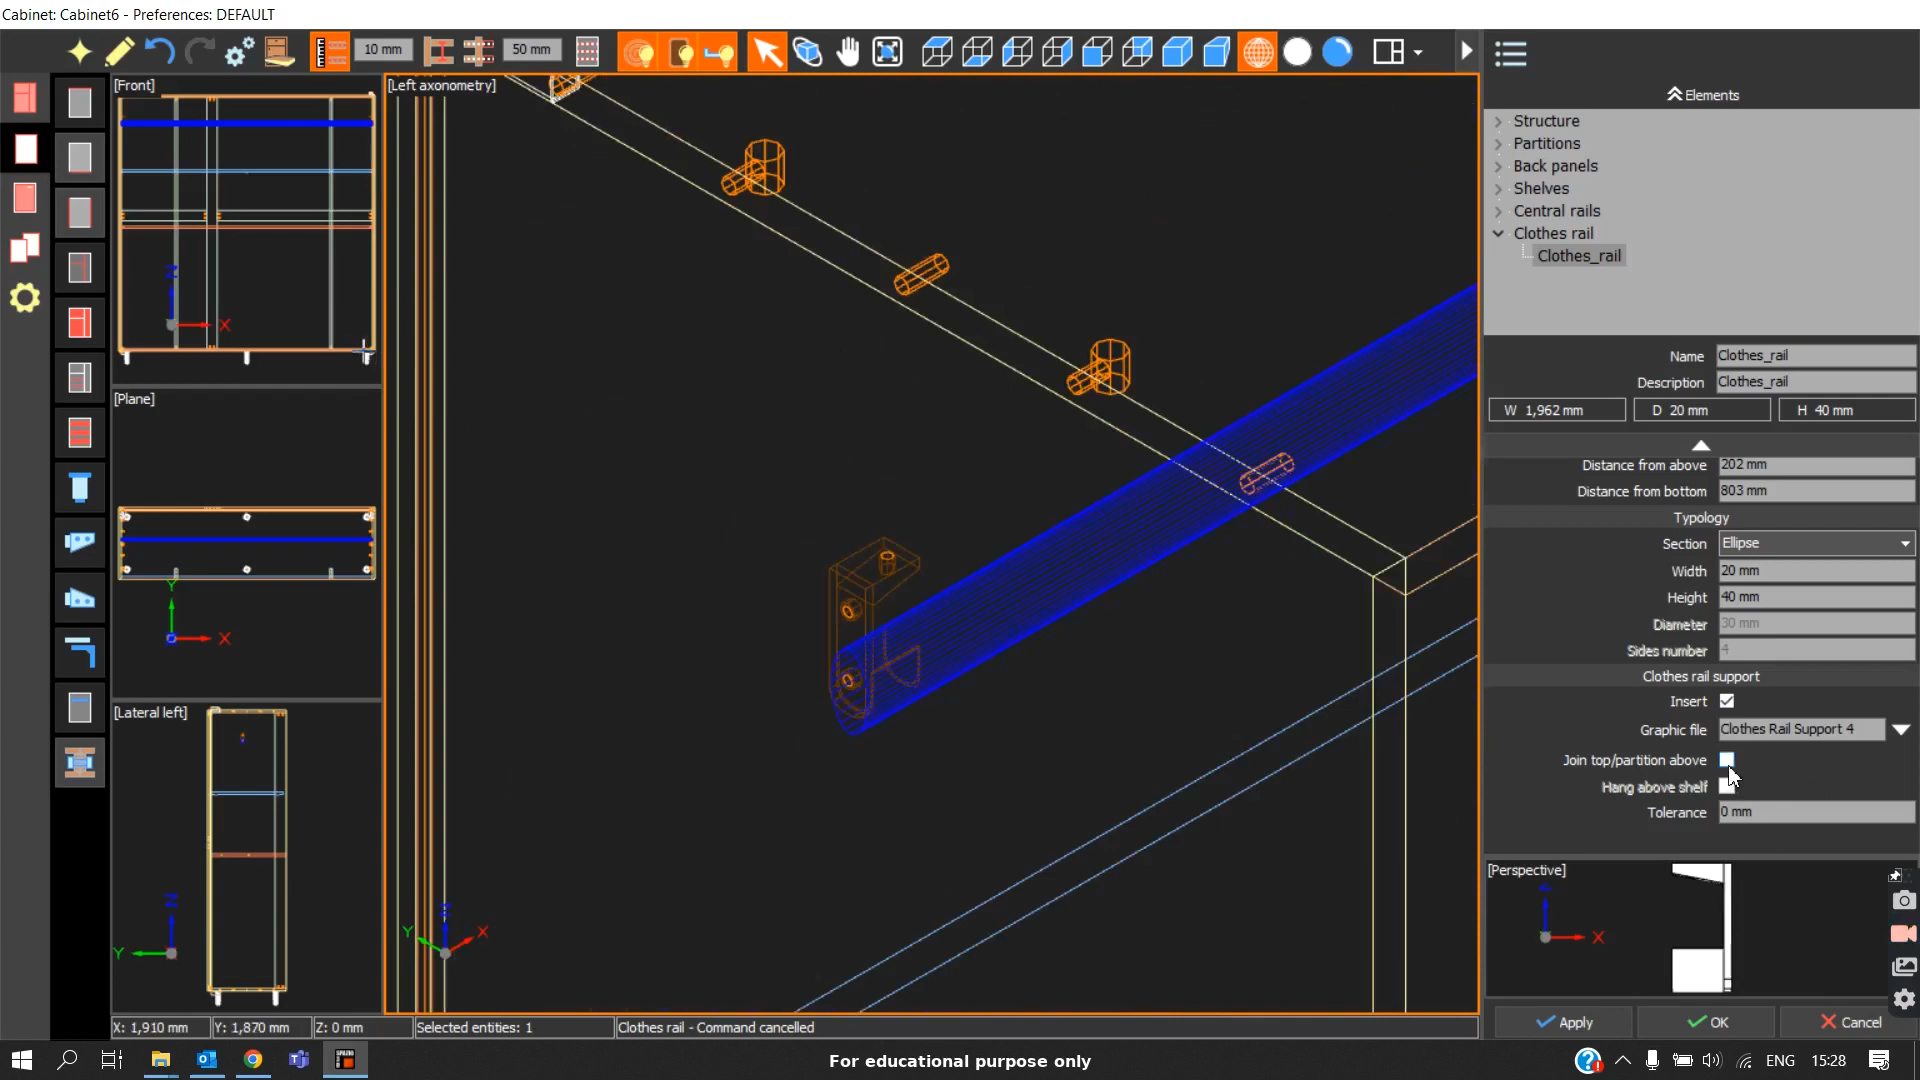 Cabinet: Cabinet6 - Preferences: DEFAULT
10 mm
50 mm
[Front]
[Left axonometry]
Z
X
[Plane]
Y
X
[Lateral left]
Z
Y
Z
Y
X
Elements
Structure
Partitions
Back panels
Shelves
Central rails
Clothes rail
Clothes_rail
Name Clothes_rail
Description Clothes_rail
W 1,962 mm D 20 mm H 40 mm
Distance from above 202 mm
Distance from bottom 803 mm
Typology
Section Ellipse
Width 20 mm
Height 40 mm
Diameter 30 mm
Sides number 4
Clothes rail support
Insert
Graphic file Clothes Rail Support 4
Join top/partition above
Hang above shelf
Tolerance 0 mm
[Perspective]
Z
X
X: 1,910 mm Y: 1,870 mm Z: 0 mm Selected entities: 1 Clothes rail - Command cancelled
Apply OK Cancel
For educational purpose only
ENG 15:28